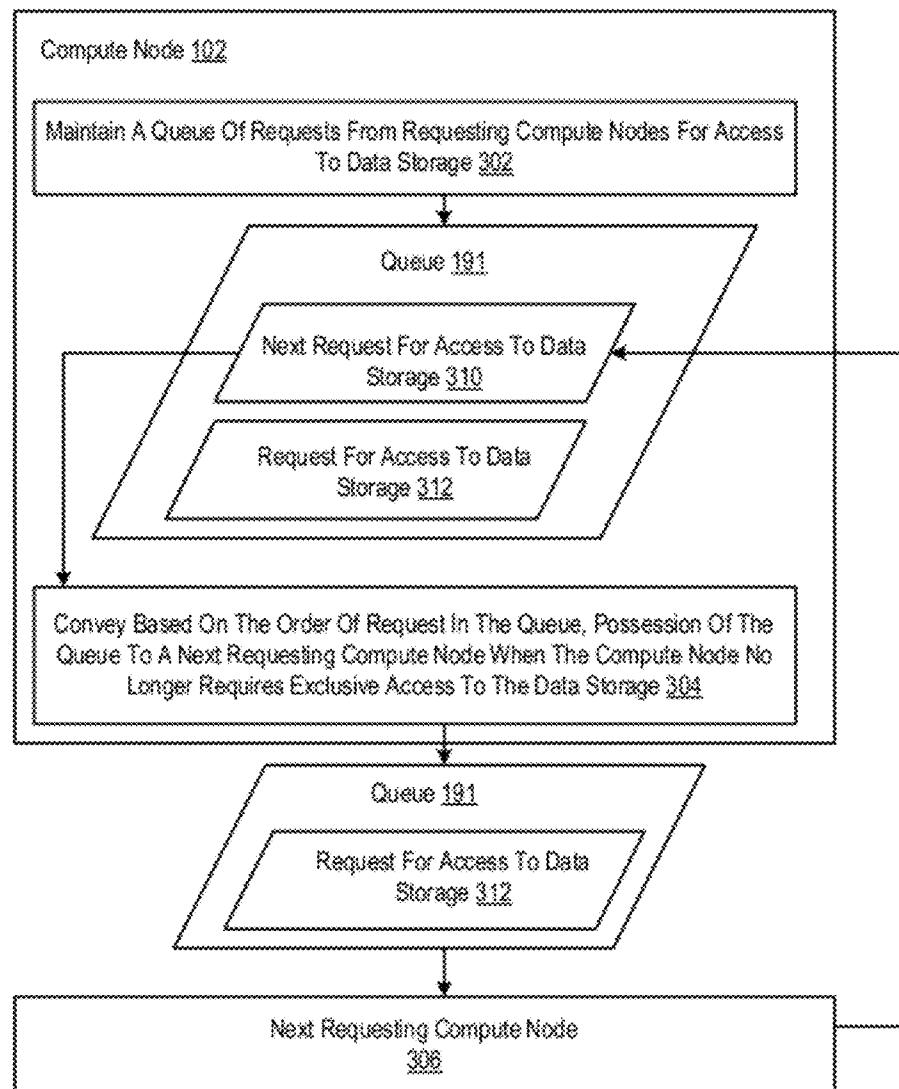 Compute Node 102
Maintain A Queue Of Requests From Requesting Compute Nodes For Access
To Data Storage 302
Queue 191
Next Request For Access To Data
Storage 310
Request For Access To Data
Storage 312
Convey Based On The Order Of Request In The Queue, Possession Of The
Queue To A Next Requesting Compute Node When The Compute Node No
Longer Requires Exclusive Access To The Data Storage 304
Queue 191
Request For Access To Data
Storage 312
Next Requesting Compute Node
306